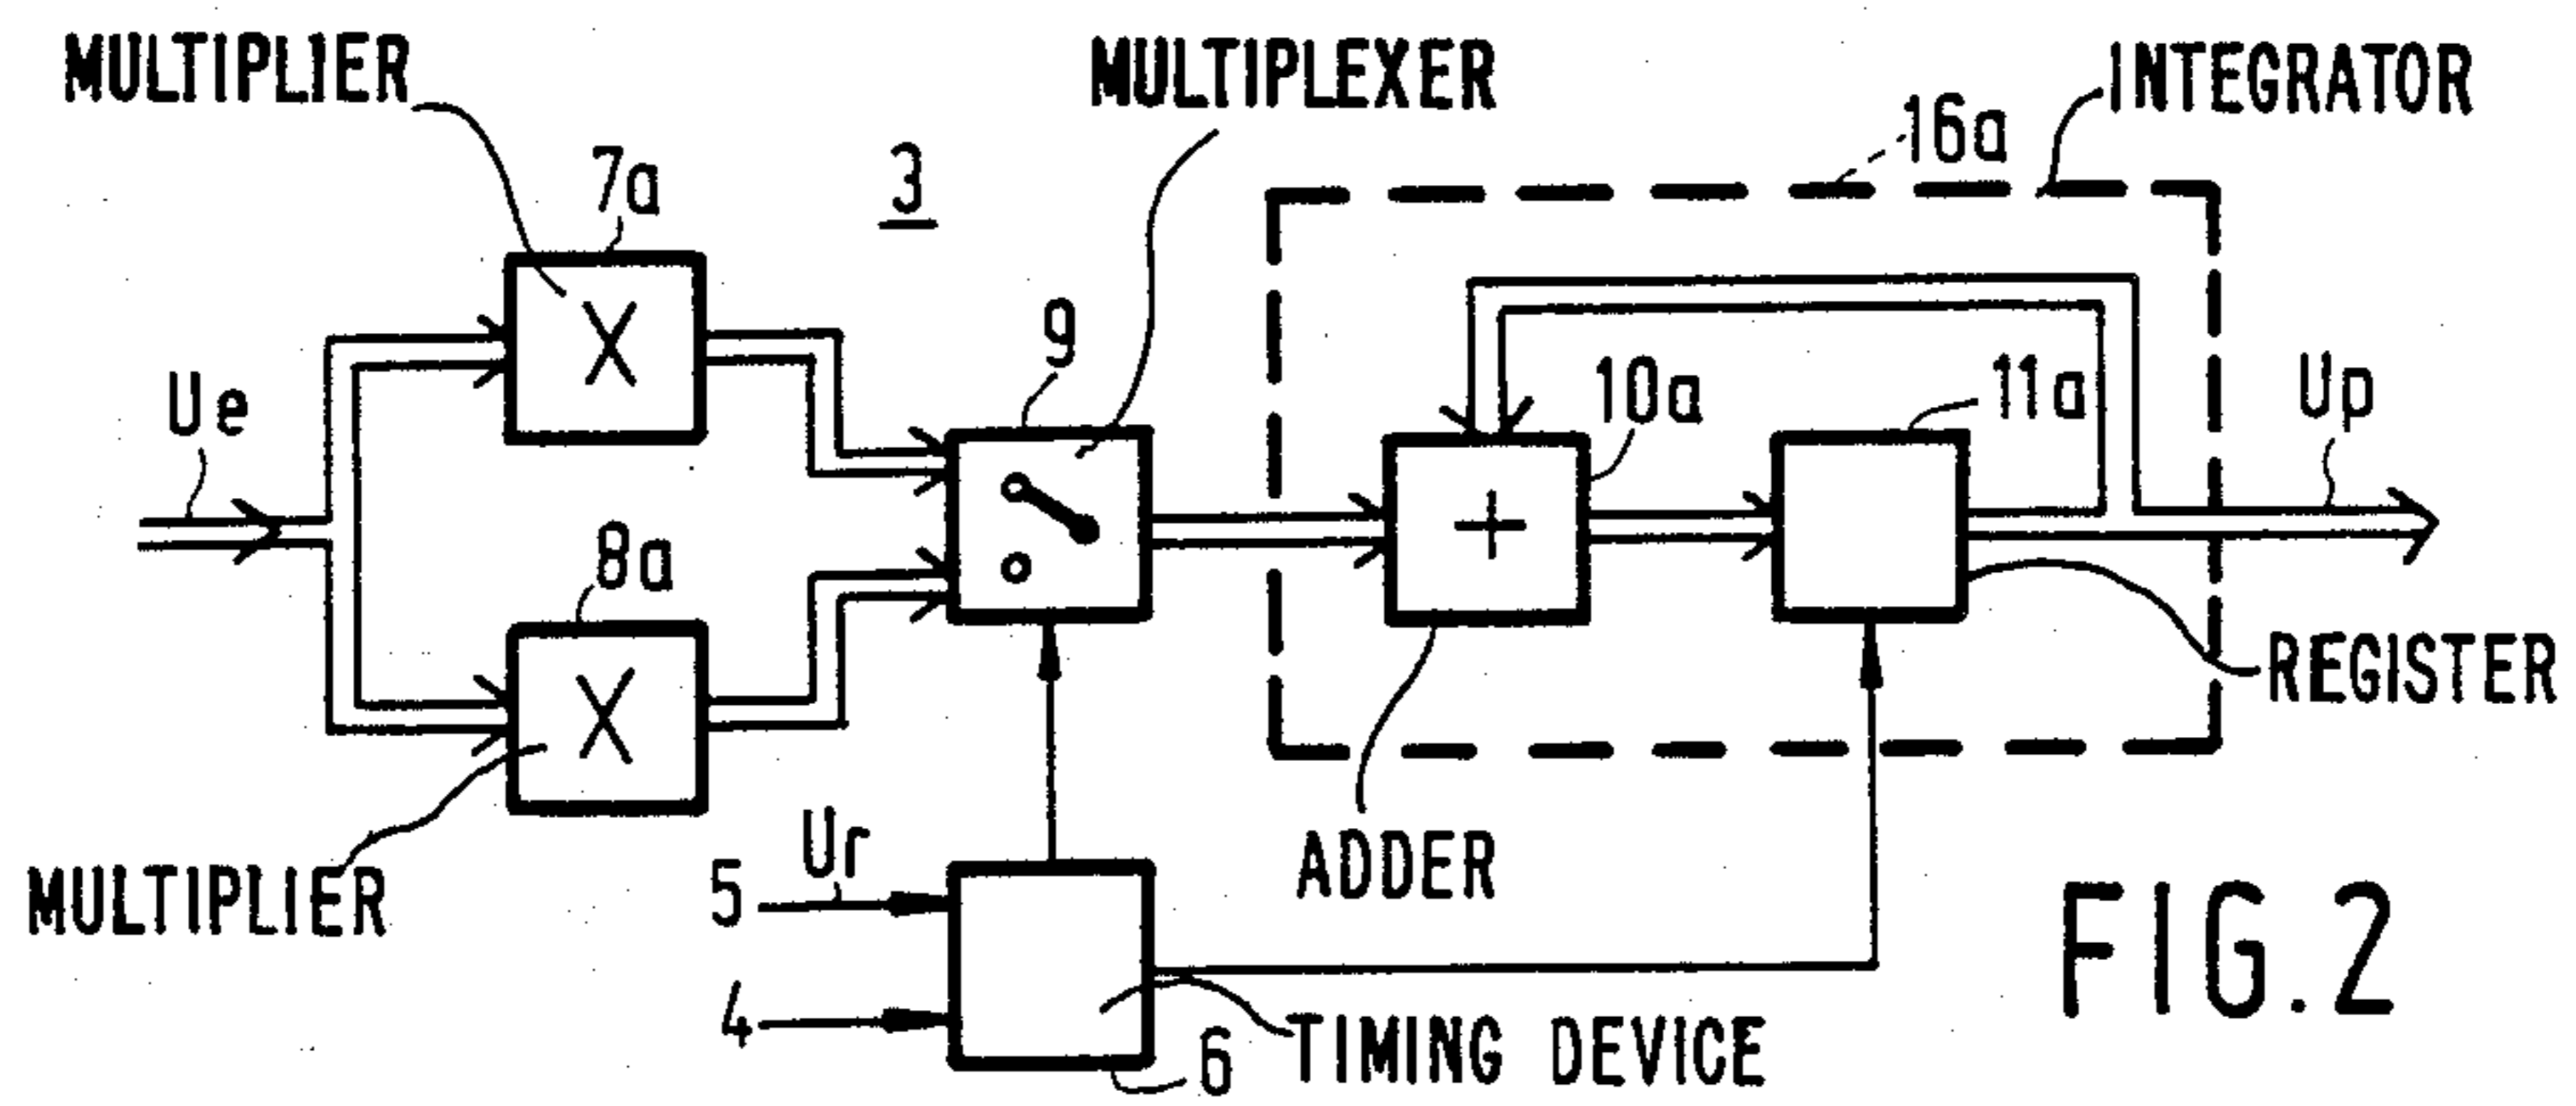 MULTIPLIER
MULTIPLEXER
INTEGRATOR
16a
7a
3
9
10a
11a
Up
Ue
X
+
8a
X
REGISTER
MULTIPLIER
Ur
5
ADDER
4
6
TIMING DEVICE
FIG.2